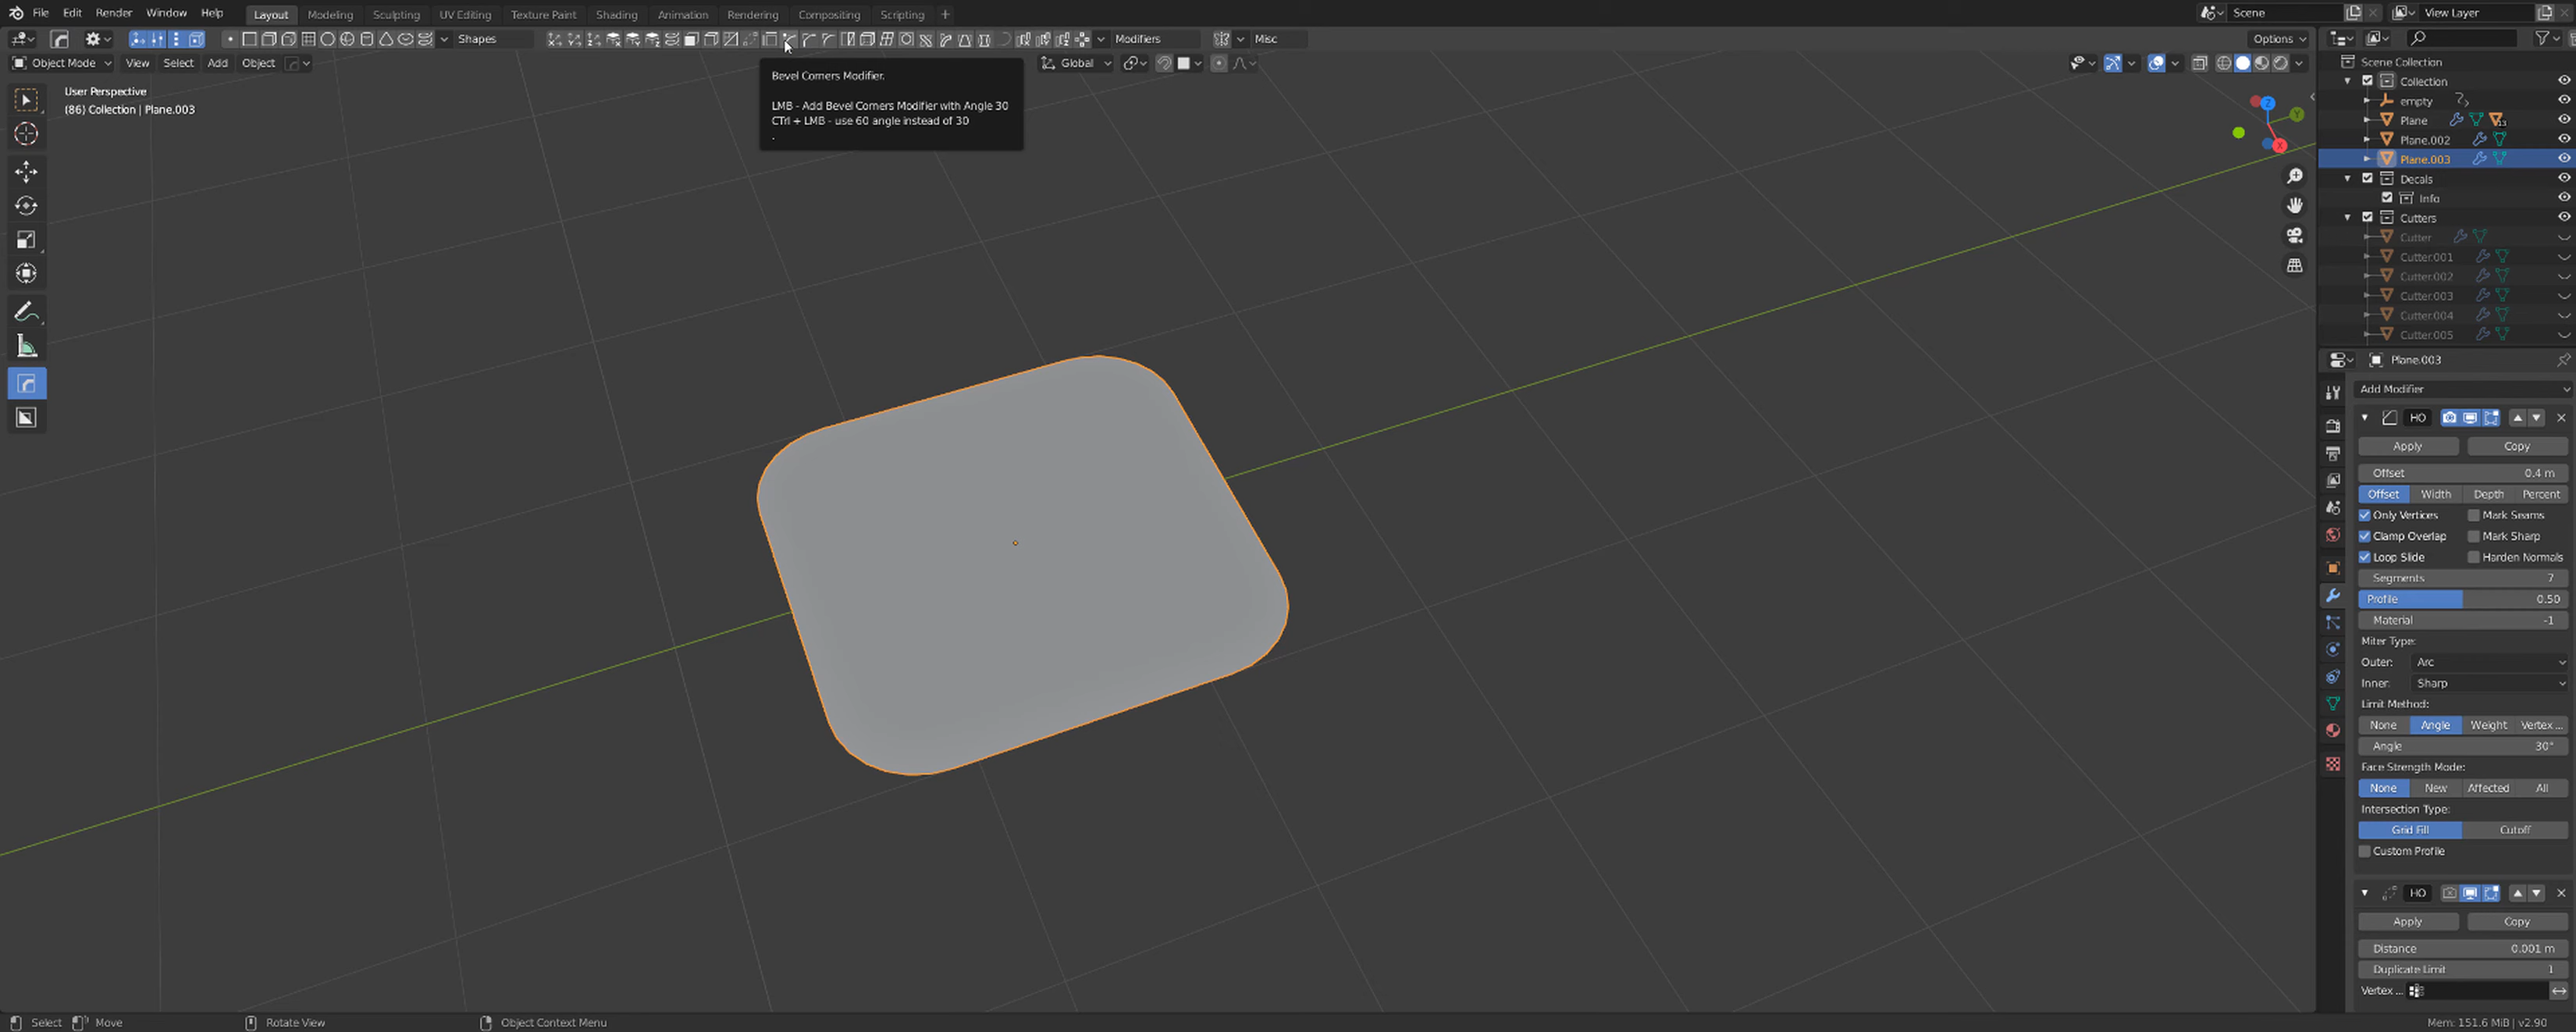 File Edit Render Window Help Layout Modeling Sculpting UV Editing Texture Paint Shading Animation Rendering Compositing Scripting + Scene View Layer
Shapes Modifiers Misc Options
Object Mode View Select Add Object Global
User Perspective
(86) Collection | Plane.003
Bevel Corners Modifier.
LMB - Add Bevel Corners Modifier with Angle 30
CTrl + LMB - use 60 angle instead of 30
.
Z
Y
X
Scene Collection
Collection
empty
Plane
Plane.002
Plane.003
Decals
Info
Cutters
Cutter
Cutter.001
Cutter.002
Cutter.003
Cutter.004
Cutter.005
Plane.003
Add Modifier
HO
Apply Copy
Offset 0.4 m
Offset Width Depth Percent
Only Vertices Mark Seams
Clamp Overlap Mark Sharp
Loop Slide Harden Normals
Segments 7
Profile 0.50
Material -1
Miter Type:
Outer: Arc
Inner: Sharp
Limit Method:
None Angle Weight Vertex ...
Angle 30°
Face Strength Mode:
None New Affected All
Intersection Type:
Grid Fill Cutoff
Custom Profile
HO
Apply Copy
Distance 0.001 m
Duplicate Limit 1
Vertex ...
Select Move Rotate View Object Context Menu Mem: 151.6 MiB | v2.90